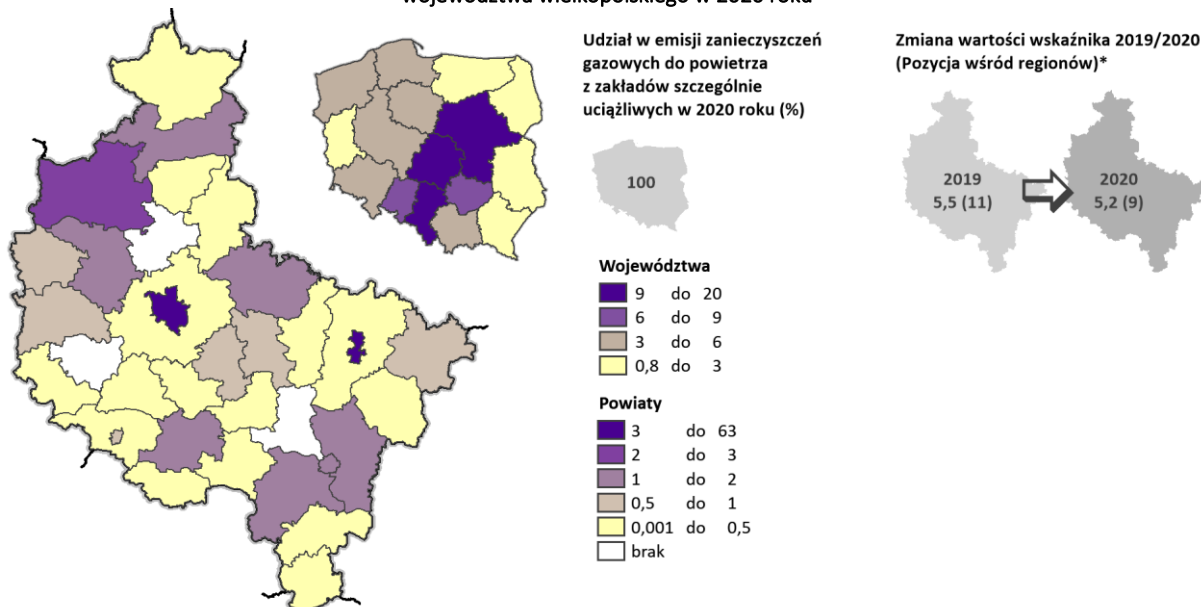 województwa wielkopolskiego w 2020 roku
Udział w emisji zanieczyszczeń
gazowych do powietrza
z zakładów szczególnie
uciążliwych w 2020 roku (%)
100
Zmiana wartości wskaźnika 2019/2020
(Pozycja wśród regionów)*
2019
5,5 (11)
2020
5,2 (9)
Województwa
9 do 20
6 do 9
3 do 6
0,8 do 3
Powiaty
3 do 63
2 do 3
1 do 2
0,5 do 1
0,001 do 0,5
brak